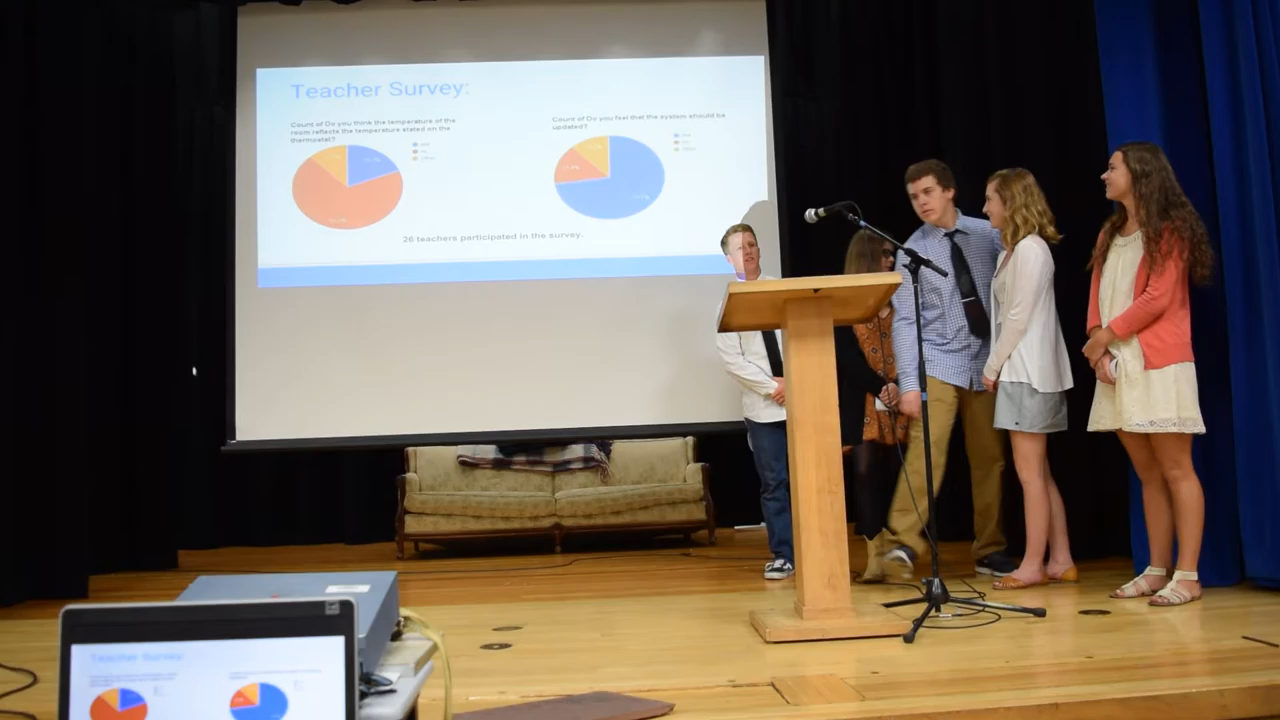 Teacher Survey:
Count of Do you think the temperature of the
room reflects the temperature stated on the
thermostat?
Count of Do you feel that the system should be
updated?
26 teachers participated in the survey.
Teacher Survey: